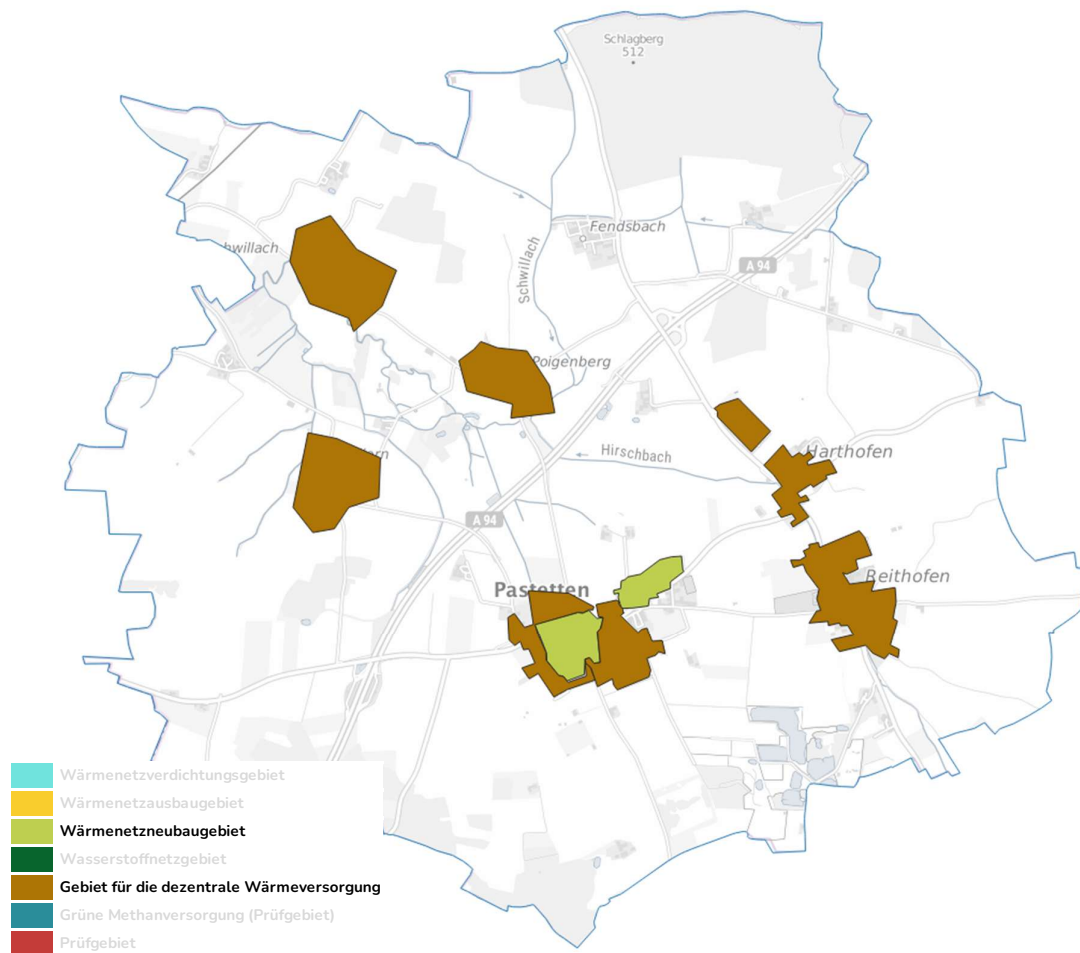 Schlagberg
512
Fendsbach
hwillach
A 94
Schwillach
Poigenberg
Harthofen
Hirschbach
A 94
Reithofen
Pastetten
Wärmenetzverdichtungsgebiet
Wärmenetzausbaugebiet
Wärmenetzneubaugebiet
Wasserstoffnetzgebiet
Gebiet für die dezentrale Wärmeversorgung
Grüne Methanversorgung (Prüfgebiet)
Prüfgebiet